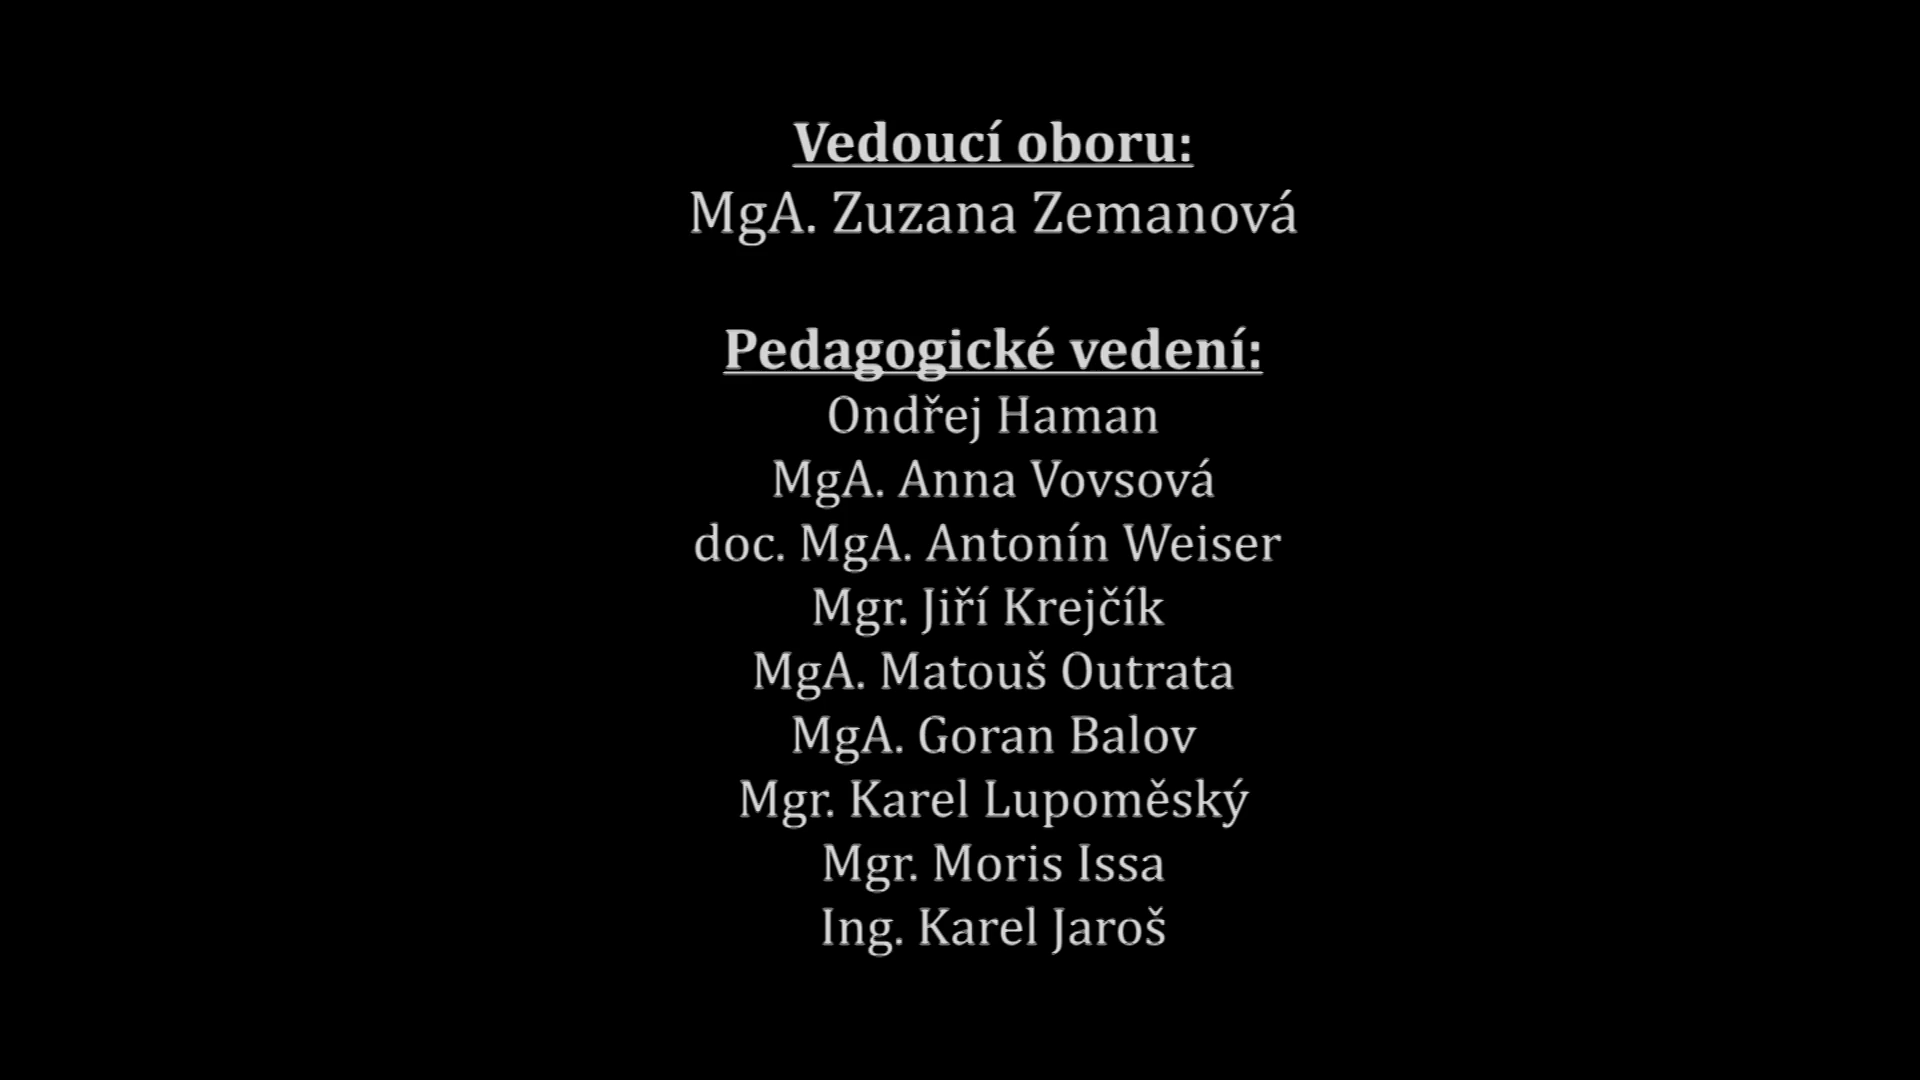 Vedoucí oboru:
MgA. Zuzana Zemanová
Pedagogické vedení:
Ondřej Haman
MgA. Anna Vovsová
doc. MgA. Antonín Weiser
Mgr. Jiří Krejčík
MgA. Matouš Outrata
MgA. Goran Balov
Mgr. Karel Lupoměský
Mgr. Moris Issa
Ing. Karel Jaroš